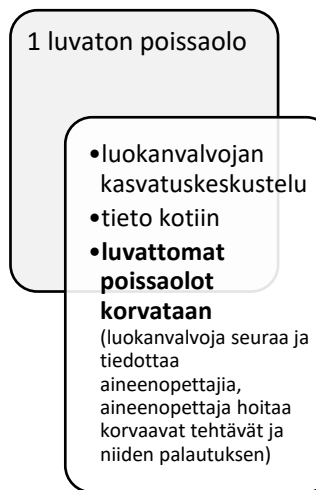 1 luvaton poissaolo
•luokanvalvojan
kasvatuskeskustelu
•tieto kotiin
•luvattomat
poissaolot
korvataan
(luokanvalvoja seuraa ja
tiedottaa
aineenopettajia,
aineenopettaja hoitaa
korvaavat tehtävät ja
niiden palautuksen)